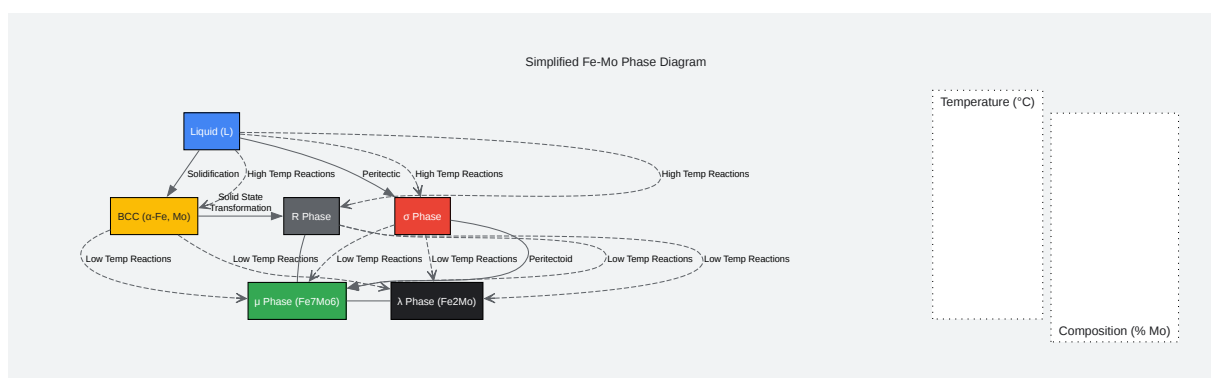 Simplified Fe-Mo Phase Diagram
Temperature (°C)
Liquid (L)
Solidification
High Temp Reactions
Peritectic
High Temp Reactions
High Temp Reactions
Solid State
Transformation
BCC (α-Fe, Mo)
R Phase
σ Phase
Low Temp Reactions
Low Temp Reactions
Low Temp Reactions
Low Temp Reactions
Peritectoid
Low Temp Reactions
Low Temp Reactions
μ Phase (Fe7Mo6)
λ Phase (Fe2Mo)
Composition (% Mo)